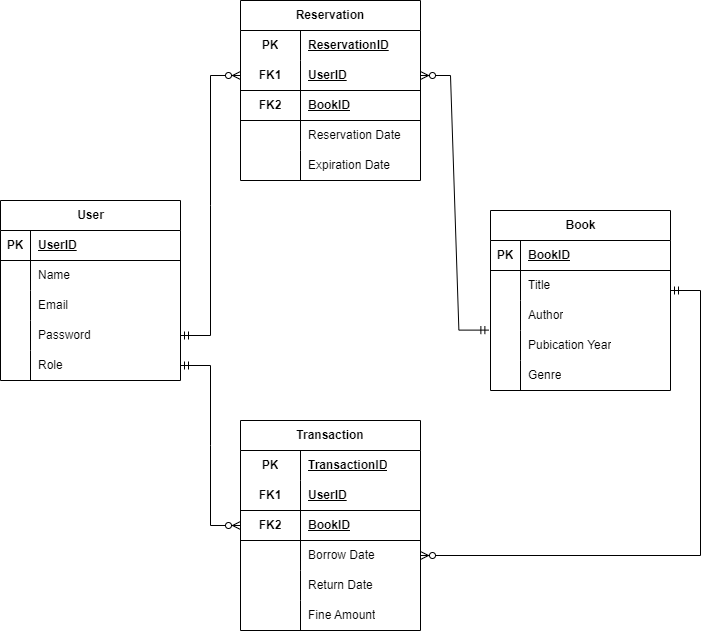 Reservation
PK ReservationID
FK1 UserID
FK2 BookID
Reservation Date
Expiration Date
User
PK UserID
Name
Email
Password
Role
Book
PK BookID
Title
Author
Pubication Year
Genre
Transaction
PK TransactionID
FK1 UserID
FK2 BookID
Borrow Date
Return Date
Fine Amount